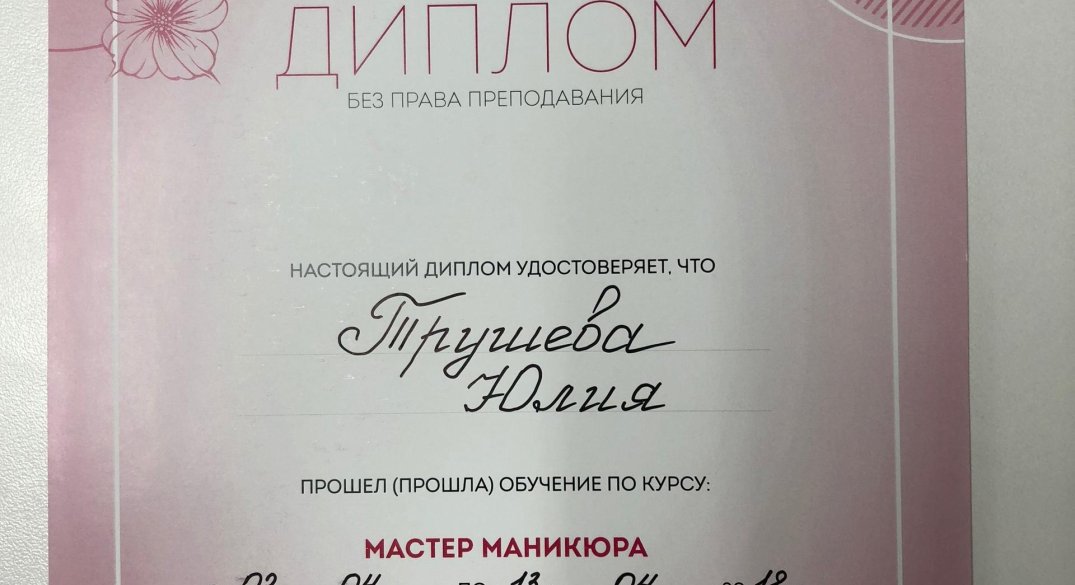 ДИПЛОМ
БЕЗ ПРАВА ПРЕПОДАВАНИЯ
НАСТОЯЩИЙ ДИПЛОМ УДОСТОВЕРЯЕТ, ЧТО
Трушева
Юлия
ПРОШЕЛ (ПРОШЛА) ОБУЧЕНИЕ ПО КУРСУ:
МАСТЕР МАНИКЮРА